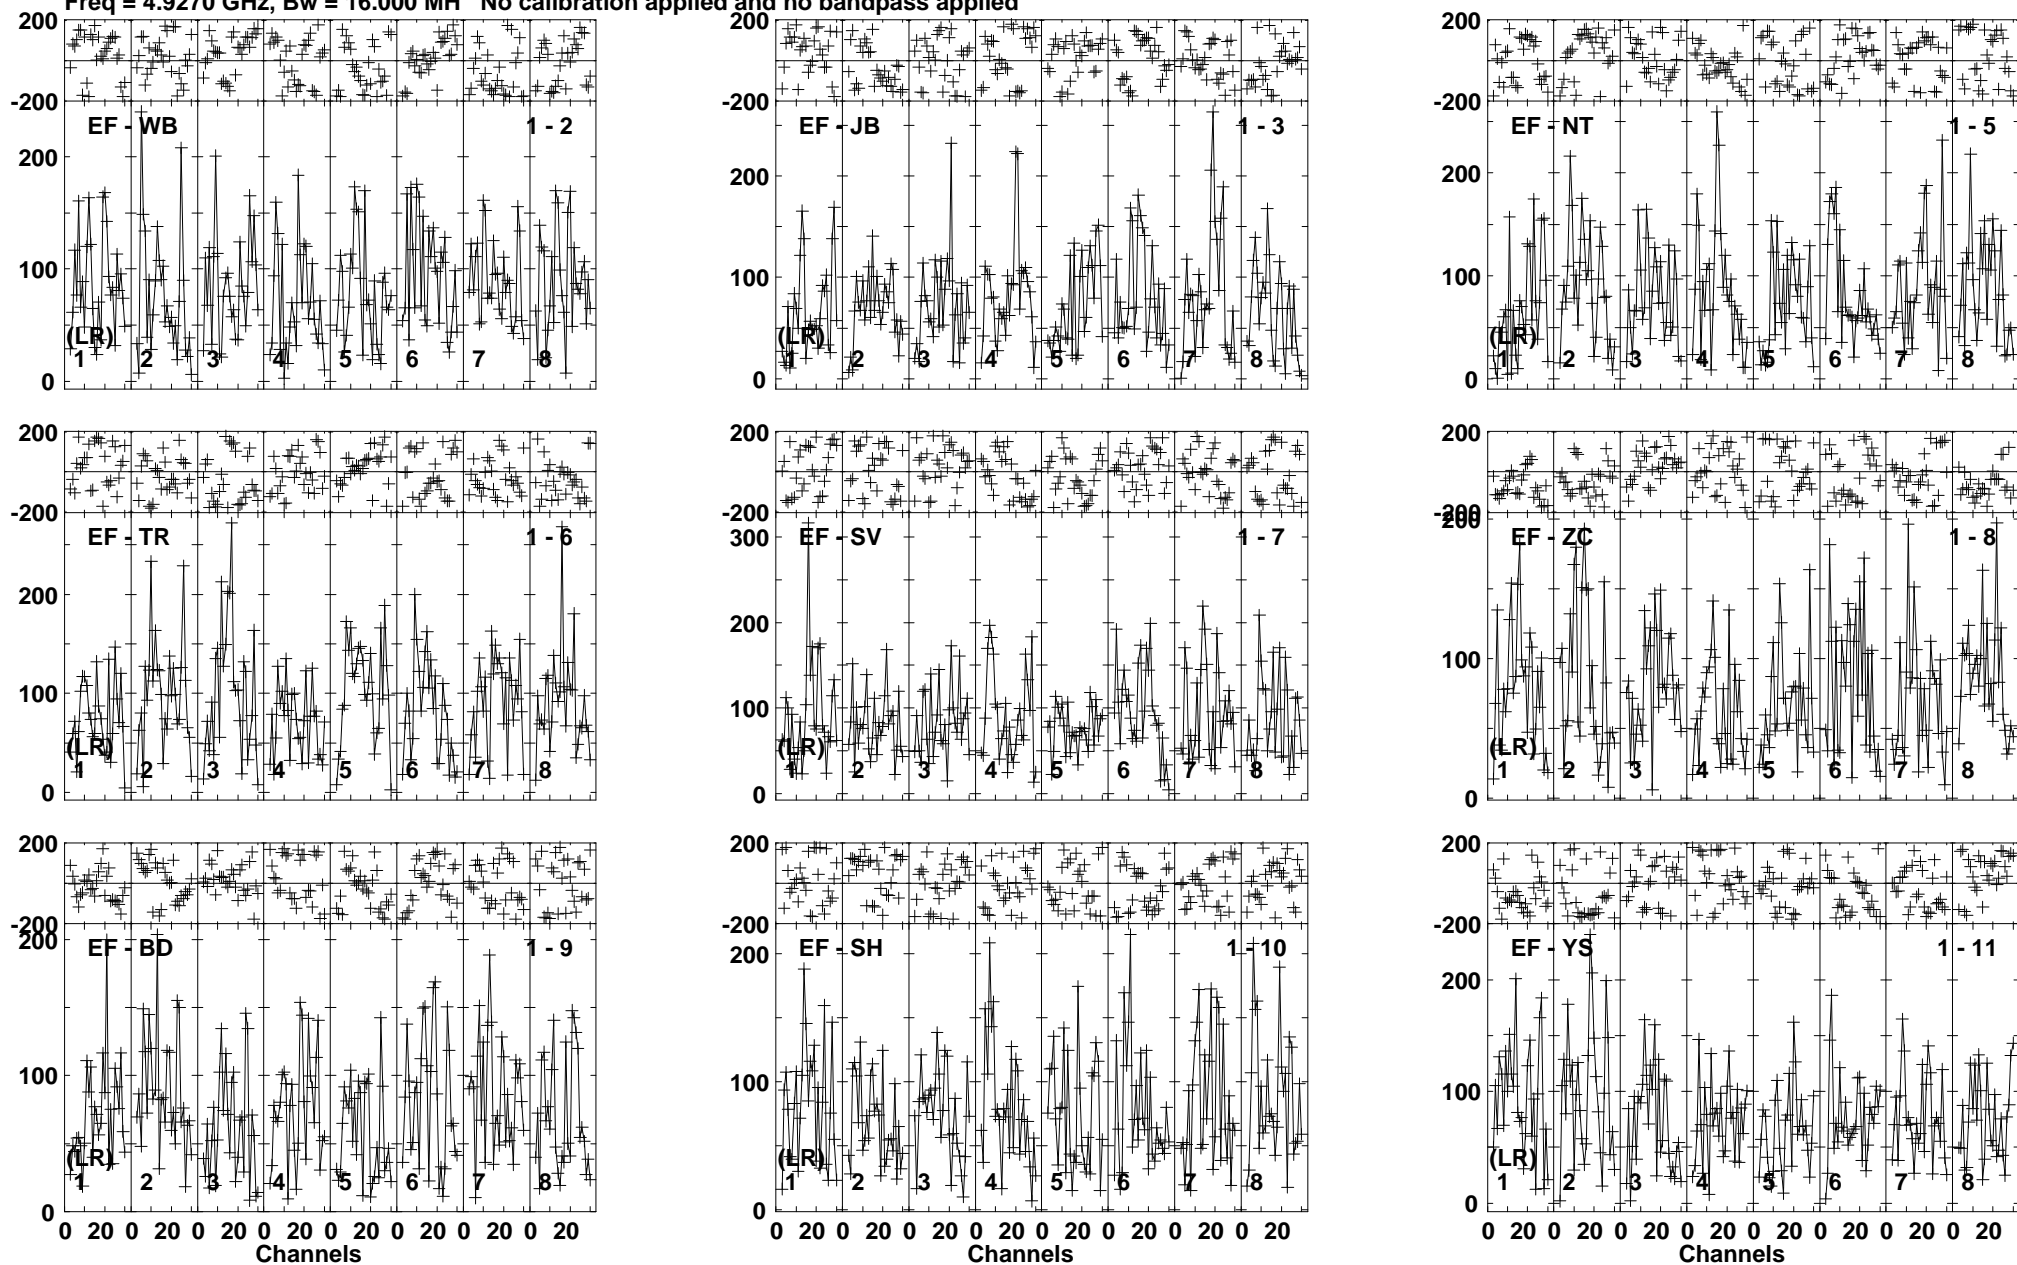 Freq = 4.9270 GHz, Bw = 16.000 MH No calibration applied and no bandpass applied
200 200 200
-200 -200 -200
EF - WB 1 - 2 EF - JB 1 - 3 EF - NT 1 - 5
200 200 200
100 100 100
(LR) (LR) (LR)
1 2 3 4 5 6 7 8 1 2 3 4 5 6 7 8 1 2 3 4 5 6 7 8
0 0 0
200 200 200
-200 -200 -200
200
EF - TR 1 - 6 EF - SV 1 - 7 EF - ZC 1 - 8
300
200 200
100 100 100
(LR) (LR) (LR)
1 2 3 4 5 6 7 8 1 2 3 4 5 6 7 8 1 2 3 4 5 6 7 8
0 0 0
200 200 200
-200 -200 -200
EF - BD 1 - 9 EF - SH 1 - 10 EF - YS 1 - 11
200 200 200
100 100 100
(LR) (LR) (LR)
1 2 3 4 5 6 7 8 1 2 3 4 5 6 7 8 1 2 3 4 5 6 7 8
0 0 0
0 20 0 20 0 20 0 20 0 20 0 20 0 20 0 20 0 20 0 20 0 20 0 20 0 20 0 20 0 20 0 20 0 20 0 20 0 20 0 20 0 20 0 20 0 20 0 20
Channels Channels Channels